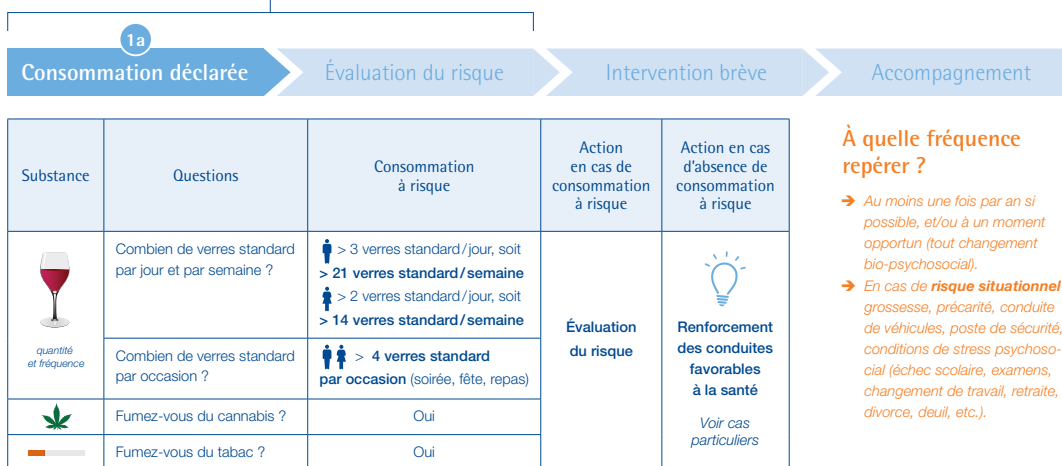 1a
Consommation déclarée
Évaluation du risque
Intervention brève
Accompagnement
Substance
Questions
Consommation
à risque
Action
en cas de
consommation
à risque
Action en cas
d'absence de
consommation
à risque
quantité
et fréquence
Combien de verres standard
par jour et par semaine ?
> 3 verres standard/jour, soit
> 21 verres standard/semaine
> 2 verres standard/jour, soit
> 14 verres standard/semaine
Combien de verres standard
par occasion ?
> 4 verres standard
par occasion (soirée, fête, repas)
Fumez-vous du cannabis ?
Oui
Fumez-vous du tabac ?
Oui
Évaluation
du risque
Renforcement
des conduites
favorables
à la santé
Voir cas
particuliers
À quelle fréquence
repérer ?
➔ Au moins une fois par an si
possible, et/ou à un moment
opportun (tout changement
bio-psychosocial).
➔ En cas de risque situationnel
grossesse, précarité, conduite
de véhicules, poste de sécurité,
conditions de stress psychoso-
cial (échec scolaire, examens,
changement de travail, retraite,
divorce, deuil, etc.).